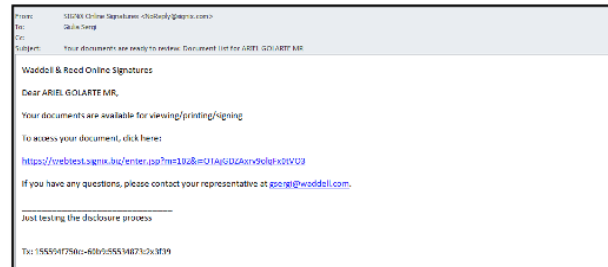 From: SIGNiX Online Signatures <NoReply@signix.com>
To: Giulia Sergi
Cc:
Subject: Your documents are ready to review: Document List for ARIEL GOLARTE MR
Waddell & Reed Online Signatures
Dear ARIEL GOLARTE MR,
Your documents are available for viewing/printing/signing
To access your document, click here:
If you have any questions, please contact your representative at gsergi@waddell.com.
Just testing the disclosure process
Tx: